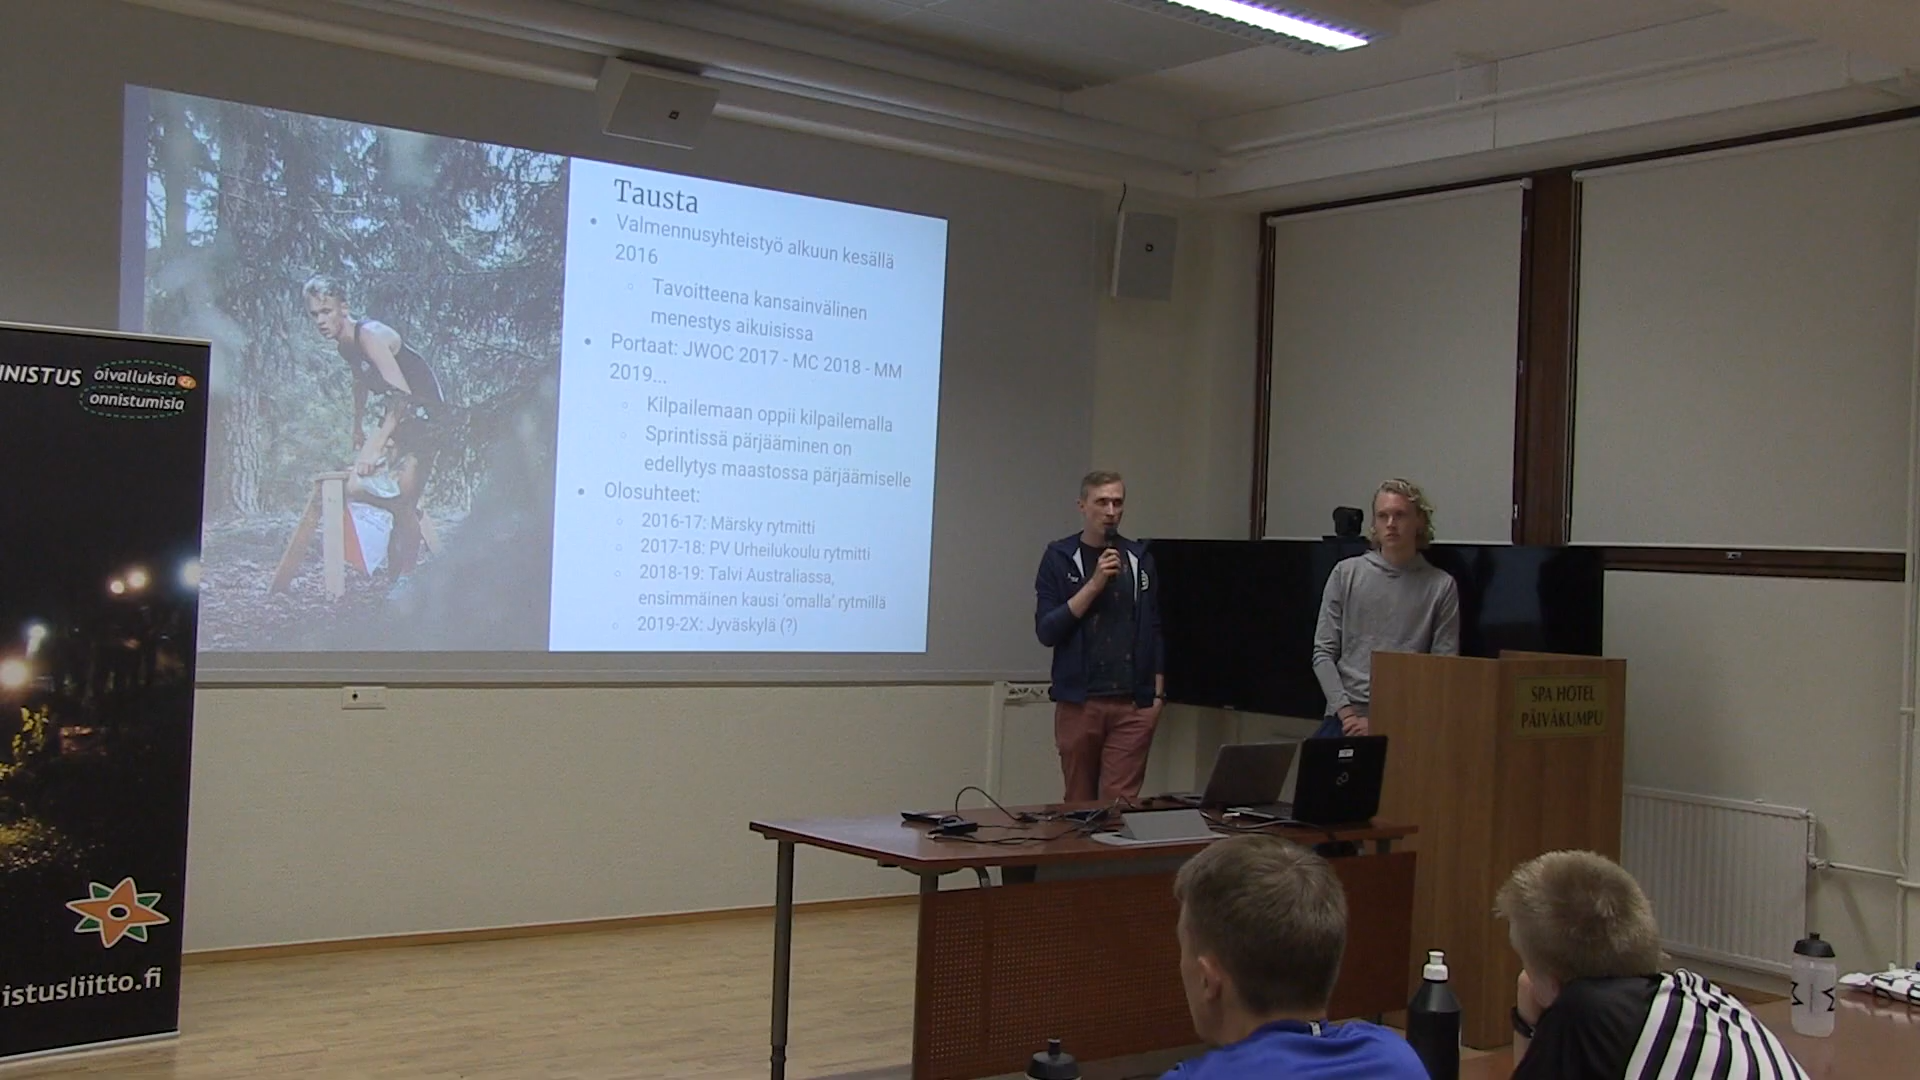 Tausta
• Valmennusyhteistyö alkuun kesällä
2016
○ Tavoitteena kansainvälinen
menestys aikuisissa
• Portaat: JWOC 2017 - MC 2018 - MM
2019...
○ Kilpailemaan oppii kilpailemalla
○ Sprintissä pärjääminen on
edellytys maastossa pärjäämiselle
• Olosuhteet:
○ 2016-17: Märsky rytmitti
○ 2017-18: PV Urheilukoulu rytmitti
○ 2018-19: Talvi Australiassa,
ensimmäinen kausi ‘omalla’ rytmillä
○ 2019-2X: Jyväskylä (?)
NNISTUS
oivalluksia &
onnistumisia
istusliitto.fi
SPA HOTEL
PÄIVÄKUMPU